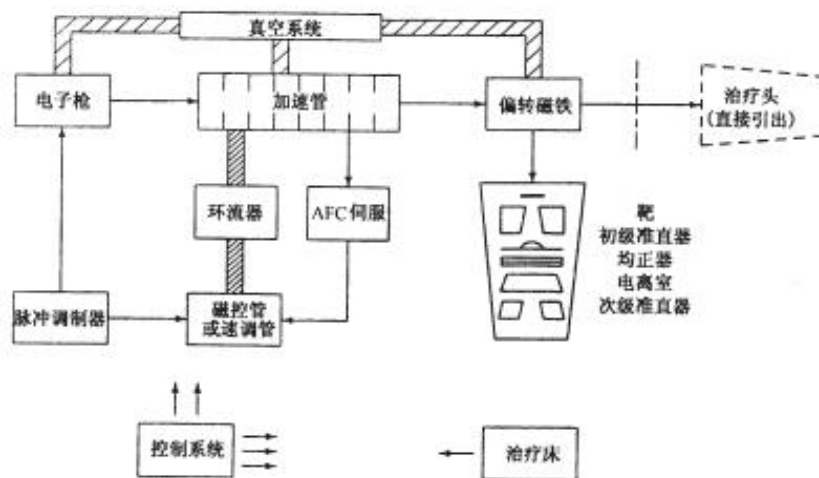 真空系统
电子枪
加速管
偏转磁铁
治疗头
(直接引出)
环流器
AFC伺服
靶
初级准直器
均正器
电离室
次级准直器
脉冲调制器
磁控管
或速调管
控制系统
治疗床